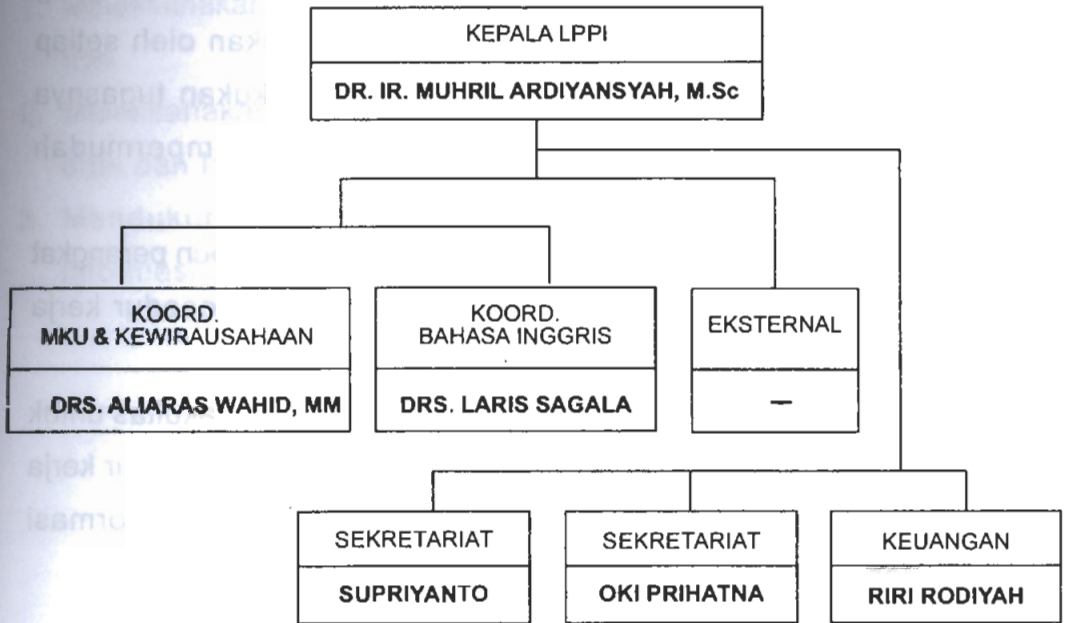 KEPALA LPPI
DR. IR. MUHRIL ARDIYANSYAH, M.Sc
KOORD.
MKU & KEWIRAUSAHAAN
DRS. ALIARAS WAHID, MM
KOORD.
BAHASA INGGRIS
DRS. LARIS SAGALA
EKSTERNAL
–
SEKRETARIAT
SUPRIYANTO
SEKRETARIAT
OKI PRIHATNA
KEUANGAN
RIRI RODIYAH